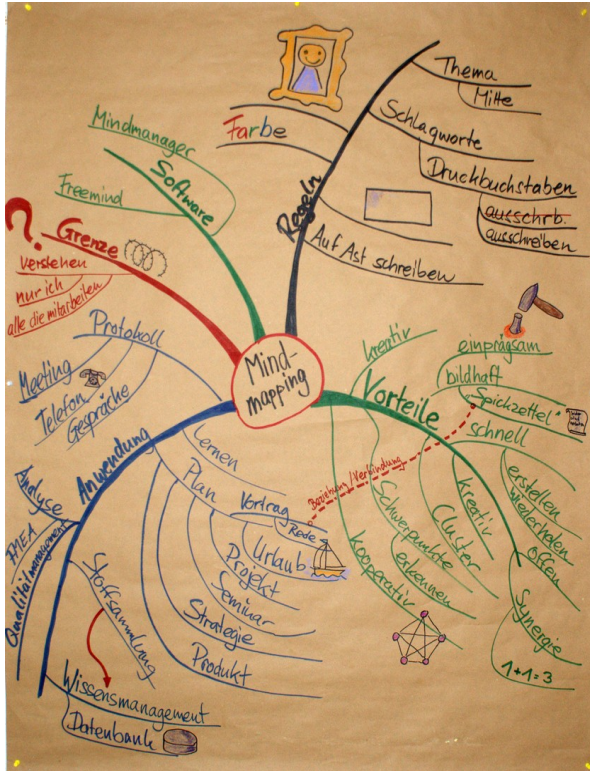 Mind-
mapping
Regeln
Thema
Mitte
Schlagworte
Druckbuchstaben
ausschrb.
ausschreiben
Auf Ast schreiben
Farbe
Software
Mindmanager
Freemind
?
Grenze
verstehen
nur ich
alle die mitarbeiten
Vorteile
kreativ
einprägsam
bildhaft
"Spickzettel"
schnell
erstellen
wiederholen
offen
kreativ
Synergie
1+1=3
Cluster
Schwerpunkte
erkennen
kooperativ
Beziehung/Verbindung
Anwendung
Protokoll
Meeting
Telefon
Gespräche
Lernen
Plan
Vortrag
Rede
Urlaub
Projekt
Seminar
Strategie
Produkt
Analyse
FMEA
Qualitätmanagement
Stoffsammlung
Wissensmanagement
Datenbank